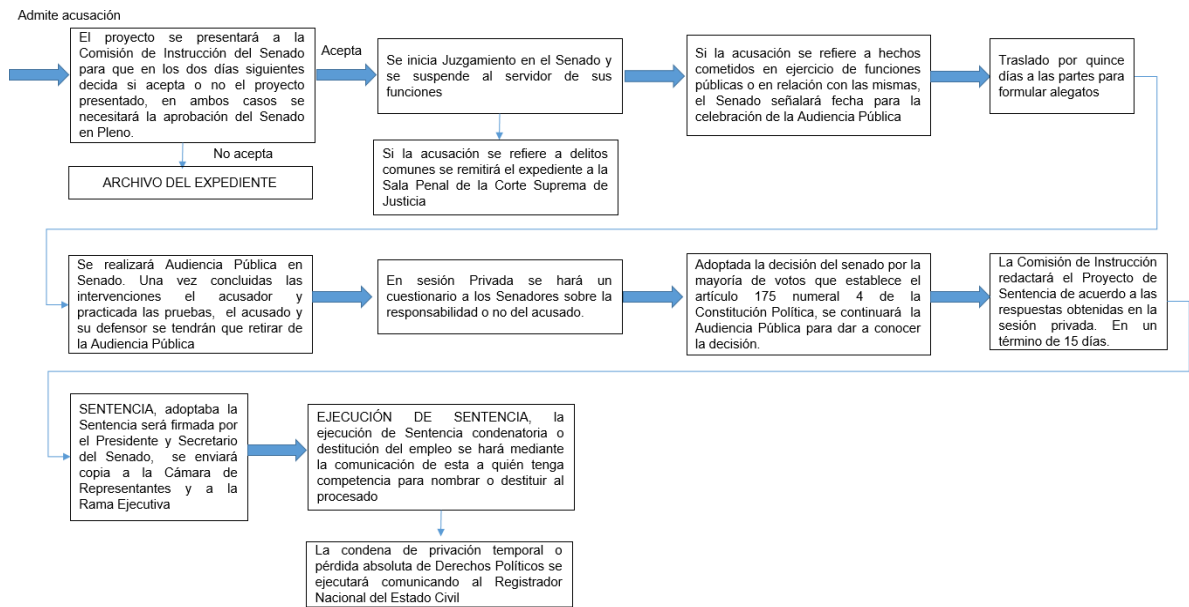 Admite acusación
El proyecto se presentará a la
Comisión de Instrucción del Senado
para que en los dos días siguientes
decida si acepta o no el proyecto
presentado, en ambos casos se
necesitará la aprobación del Senado
en Pleno.
Acepta
Se inicia Juzgamiento en el Senado y
se suspende al servidor de sus
funciones
Si la acusación se refiere a hechos
cometidos en ejercicio de funciones
públicas o en relación con las mismas,
el Senado señalará fecha para la
celebración de la Audiencia Pública
Traslado por quince
días a las partes para
formular alegatos
No acepta
ARCHIVO DEL EXPEDIENTE
Si la acusación se refiere a delitos
comunes se remitirá el expediente a la
Sala Penal de la Corte Suprema de
Justicia
Se realizará Audiencia Pública en
Senado. Una vez concluidas las
intervenciones el acusador y
practicada las pruebas, el acusado y
su defensor se tendrán que retirar de
la Audiencia Pública
En sesión Privada se hará un
cuestionario a los Senadores sobre la
responsabilidad o no del acusado.
Adoptada la decisión del senado por la
mayoría de votos que establece el
artículo 175 numeral 4 de la
Constitución Política, se continuará la
Audiencia Pública para dar a conocer la
decisión.
La Comisión de Instrucción
redactará el Proyecto de
Sentencia de acuerdo a las
respuestas obtenidas en la
sesión privada. En un
término de 15 días.
SENTENCIA, adoptaba la
Sentencia será firmada por
el Presidente y Secretario
del Senado, se enviará
copia a la Cámara de
Representantes y a la
Rama Ejecutiva
EJECUCIÓN DE SENTENCIA, la
ejecución de Sentencia condenatoria o
destitución del empleo se hará mediante
la comunicación de esta a quién tenga
competencia para nombrar o destituir al
procesado
La condena de privación temporal o
pérdida absoluta de Derechos Políticos se
ejecutará comunicando al Registrador
Nacional del Estado Civil